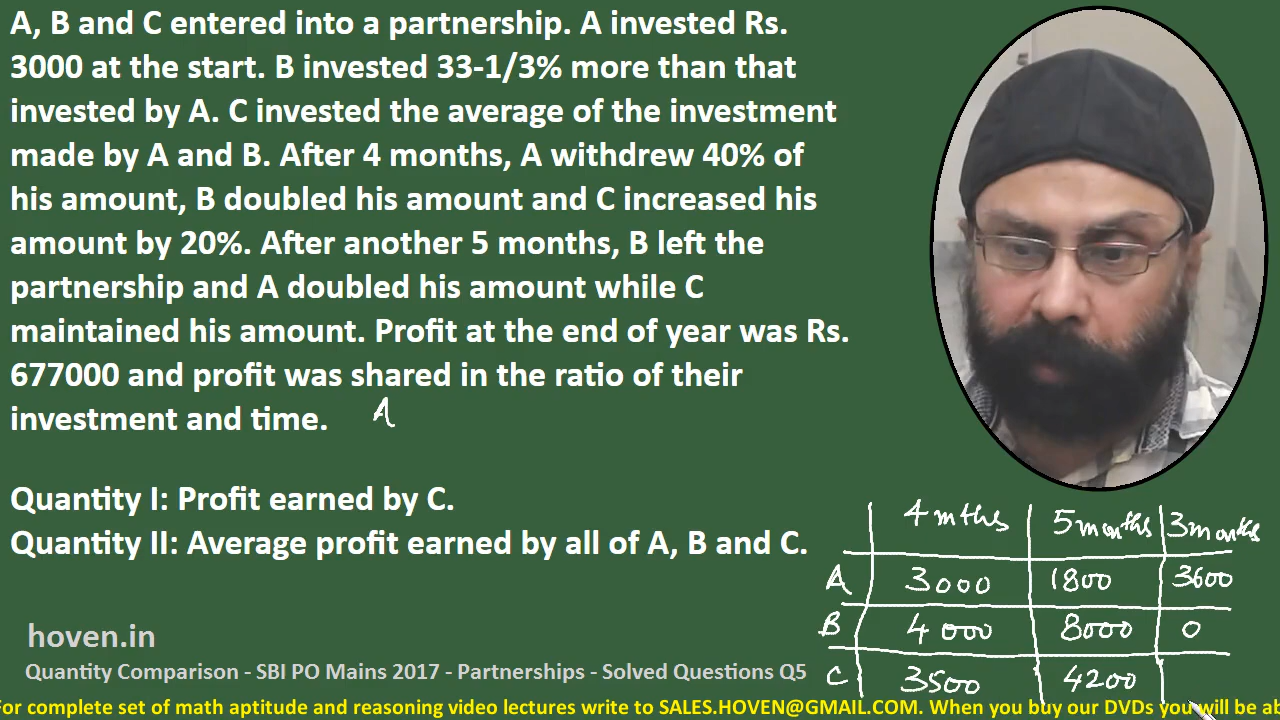 A, B and C entered into a partnership. A invested Rs.
3000 at the start. B invested 33-1/3% more than that
invested by A. C invested the average of the investment
made by A and B. After 4 months, A withdrew 40% of
his amount, B doubled his amount and C increased his
amount by 20%. After another 5 months, B left the
partnership and A doubled his amount while C
maintained his amount. Profit at the end of year was Rs.
677000 and profit was shared in the ratio of their
investment and time. A
Quantity I: Profit earned by C.
Quantity II: Average profit earned by all of A, B and C.
4 mths 5 months 3 months
A 3000 1800 3600
B 4000 8000 0
C 3500 4200
hoven.in
Quantity Comparison - SBI PO Mains 2017 - Partnerships - Solved Questions Q5
For complete set of math aptitude and reasoning video lectures write to SALES.HOVEN@GMAIL.COM. When you buy our DVDs you will be ab